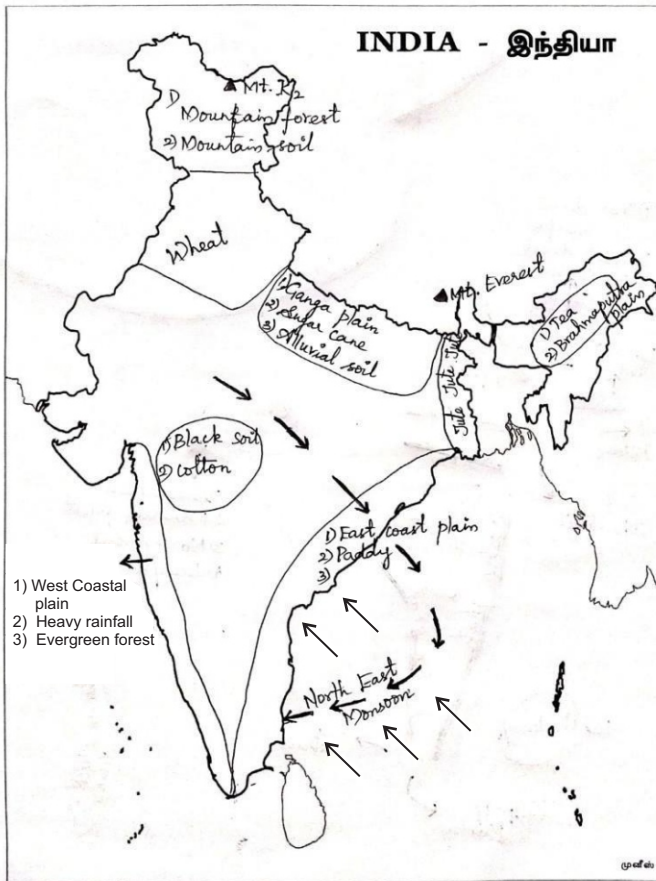 INDIA - இந்தியா
Mt. K2
1)
Mountain forest
2) Mountain soil
Wheat
Mt. Everest
1) Ganga plain
2) Sugar cane
3) Alluvial soil
1) Tea
2) Brahmaputra
plain
Jute Jute Jute
1) Black soil
2) Cotton
1) East coast plain
2) Paddy
3)
1) West Coastal
plain
2) Heavy rainfall
3) Evergreen forest
North East
Monsoon
முனீஸ்